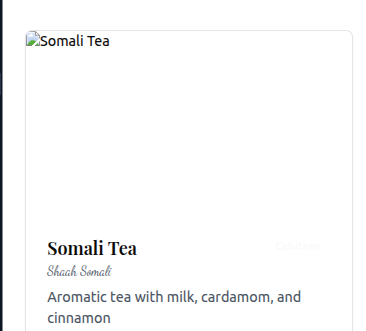 Somali Tea
Somali Tea
Shaah Somali
Aromatic tea with milk, cardamom, and
cinnamon